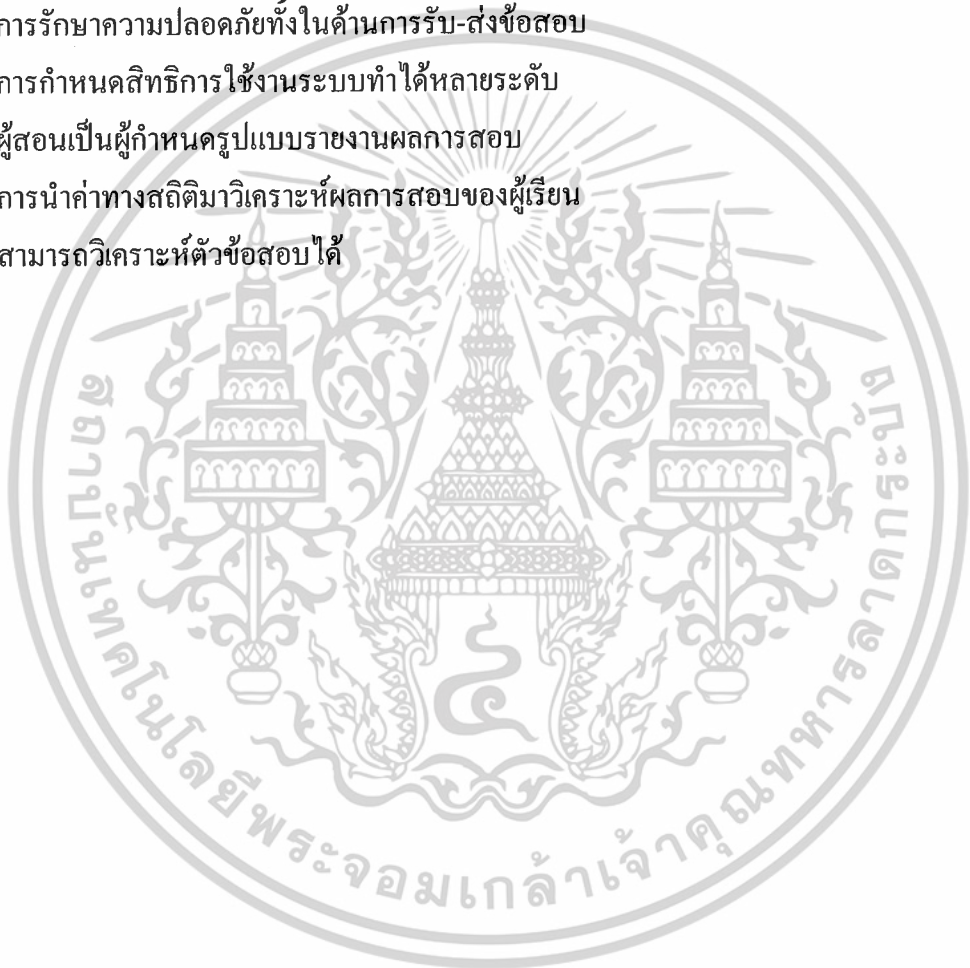 การรักษาความปลอดภัยทั้งในด้านการรับ-ส่งข้อสอบ
การกำหนดสิทธิการใช้งานระบบทำได้หลายระดับ
ผู้สอนเป็นผู้กำหนดรูปแบบรายงานผลการสอบ
การนำค่าทางสถิติมาวิเคราะห์ผลการสอบของผู้เรียน
สามารถวิเคราะห์ตัวข้อสอบได้
สถาบันเทคโนโลยีพระจอมเกล้าเจ้าคุณทหารลาดกระบัง
๔